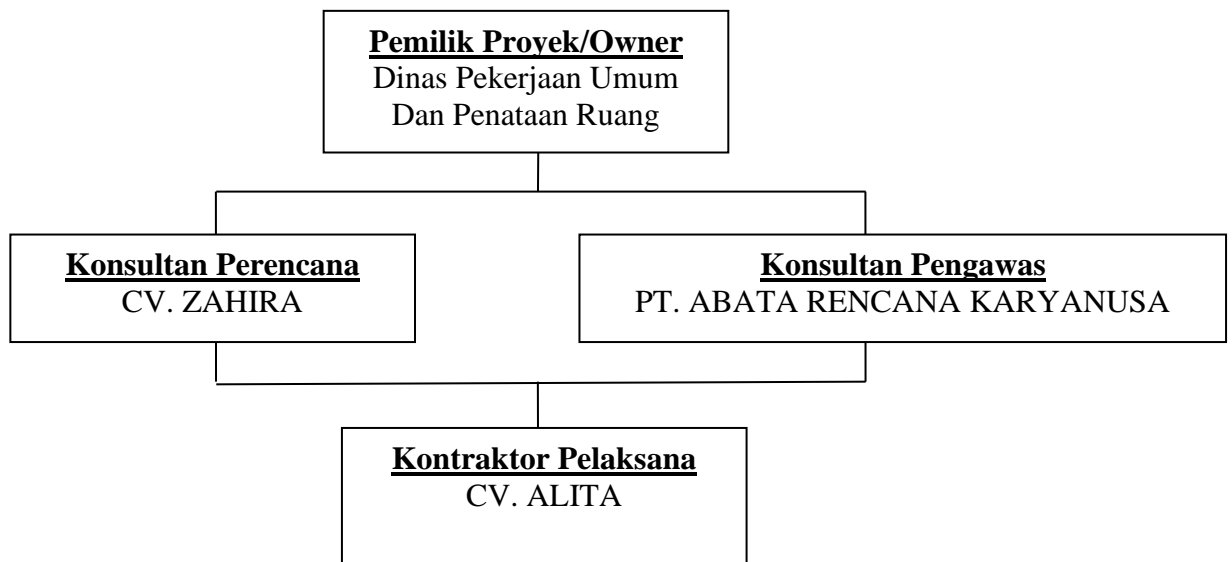 Pemilik Proyek/Owner
Dinas Pekerjaan Umum
Dan Penataan Ruang
Konsultan Perencana
CV. ZAHIRA
Konsultan Pengawas
PT. ABATA RENCANA KARYANUSA
Kontraktor Pelaksana
CV. ALITA